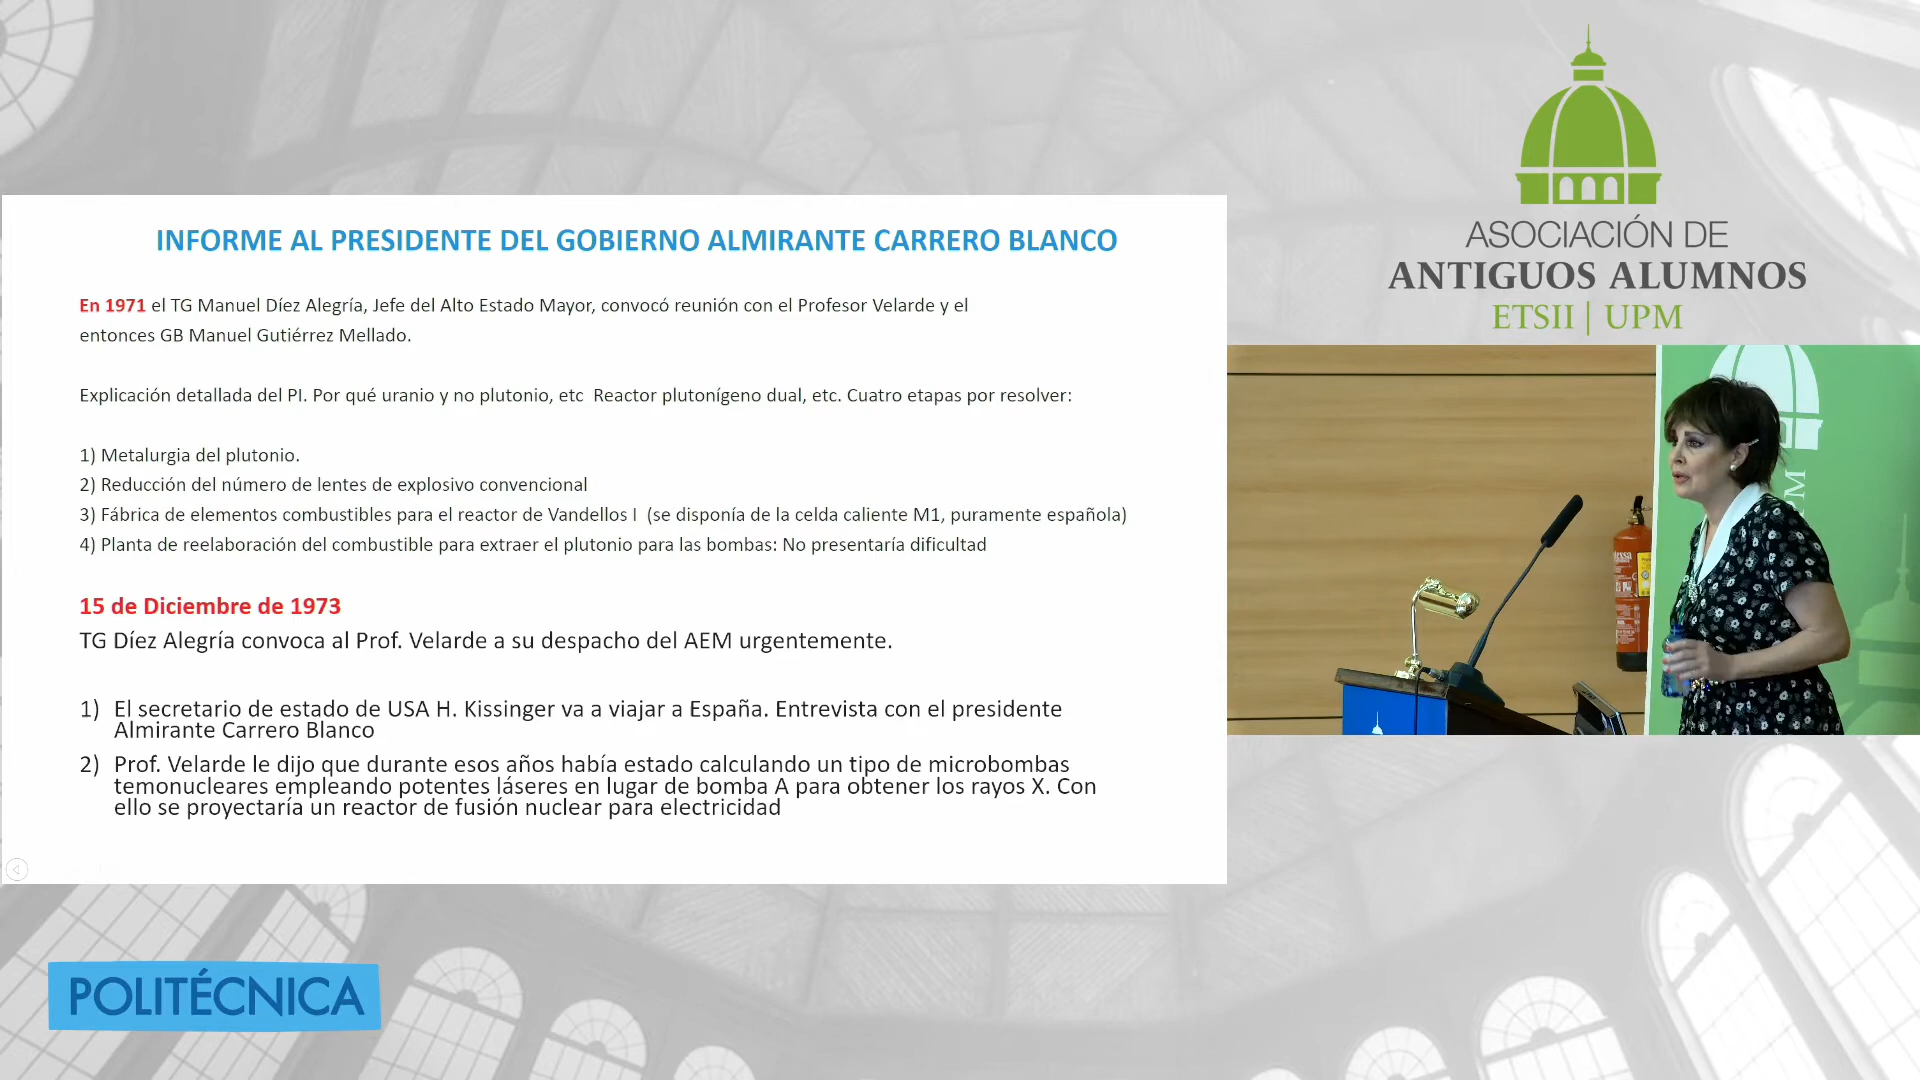 INFORME AL PRESIDENTE DEL GOBIERNO ALMIRANTE CARRERO BLANCO
En 1971 el TG Manuel Díez Alegría, Jefe del Alto Estado Mayor, convocó reunión con el Profesor Velarde y el
entonces GB Manuel Gutiérrez Mellado.
Explicación detallada del PI. Por qué uranio y no plutonio, etc  Reactor plutonígeno dual, etc. Cuatro etapas por resolver:
1) Metalurgia del plutonio.
2) Reducción del número de lentes de explosivo convencional
3) Fábrica de elementos combustibles para el reactor de Vandellos I  (se disponía de la celda caliente M1, puramente española)
4) Planta de reelaboración del combustible para extraer el plutonio para las bombas: No presentaría dificultad
15 de Diciembre de 1973
TG Díez Alegría convoca al Prof. Velarde a su despacho del AEM urgentemente.
1) El secretario de estado de USA H. Kissinger va a viajar a España. Entrevista con el presidente
Almirante Carrero Blanco
2) Prof. Velarde le dijo que durante esos años había estado calculando un tipo de microbombas
temonucleares empleando potentes láseres en lugar de bomba A para obtener los rayos X. Con
ello se proyectaría un reactor de fusión nuclear para electricidad
ASOCIACIÓN DE
ANTIGUOS ALUMNOS
ETSII | UPM
POLITÉCNICA